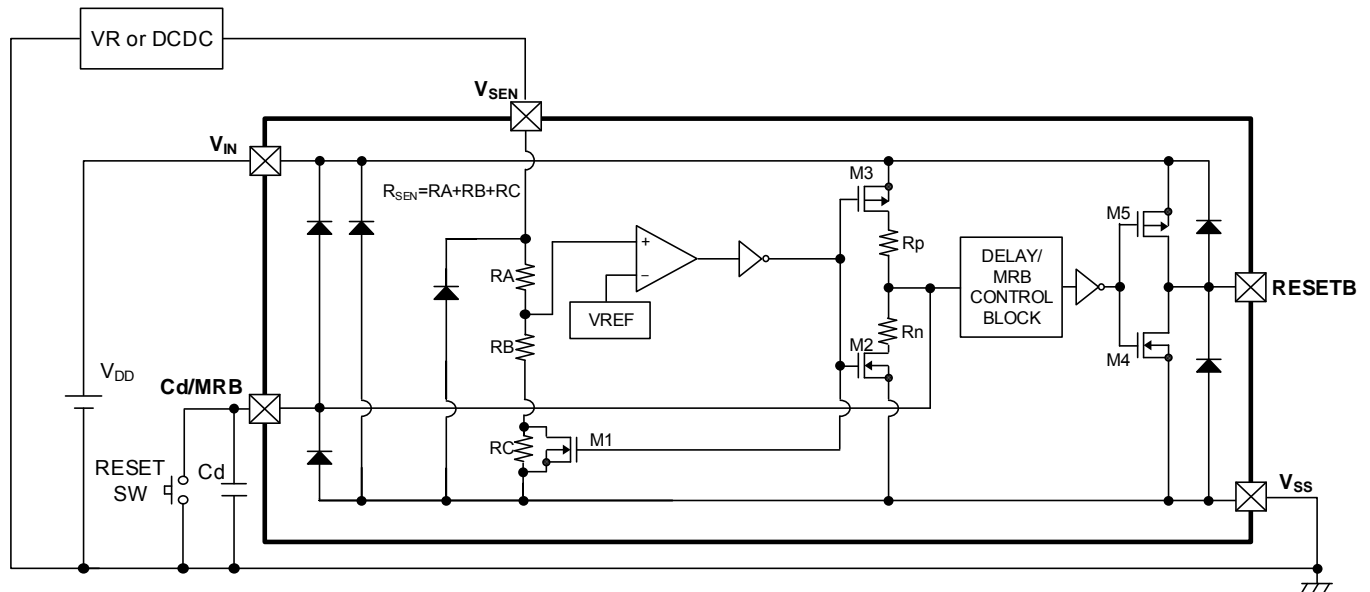 VR or DCDC
VSEN
VIN
RSEN=RA+RB+RC
M3
M5
Rp
RA
VREF
DELAY/
MRB
CONTROL
BLOCK
RESETB
RB
Rn
M2
M4
VDD
Cd/MRB
RC
M1
RESET
SW
Cd
VSS